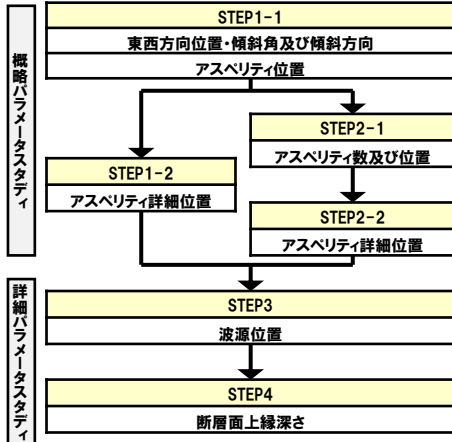 概略パラメータスタディ
STEP1-1
東西方向位置・傾斜角及び傾斜方向
アスペリティ位置
STEP1-2
アスペリティ詳細位置
STEP2-1
アスペリティ数及び位置
STEP2-2
アスペリティ詳細位置
詳細パラメータスタディ
STEP3
波源位置
STEP4
断層面上縁深さ